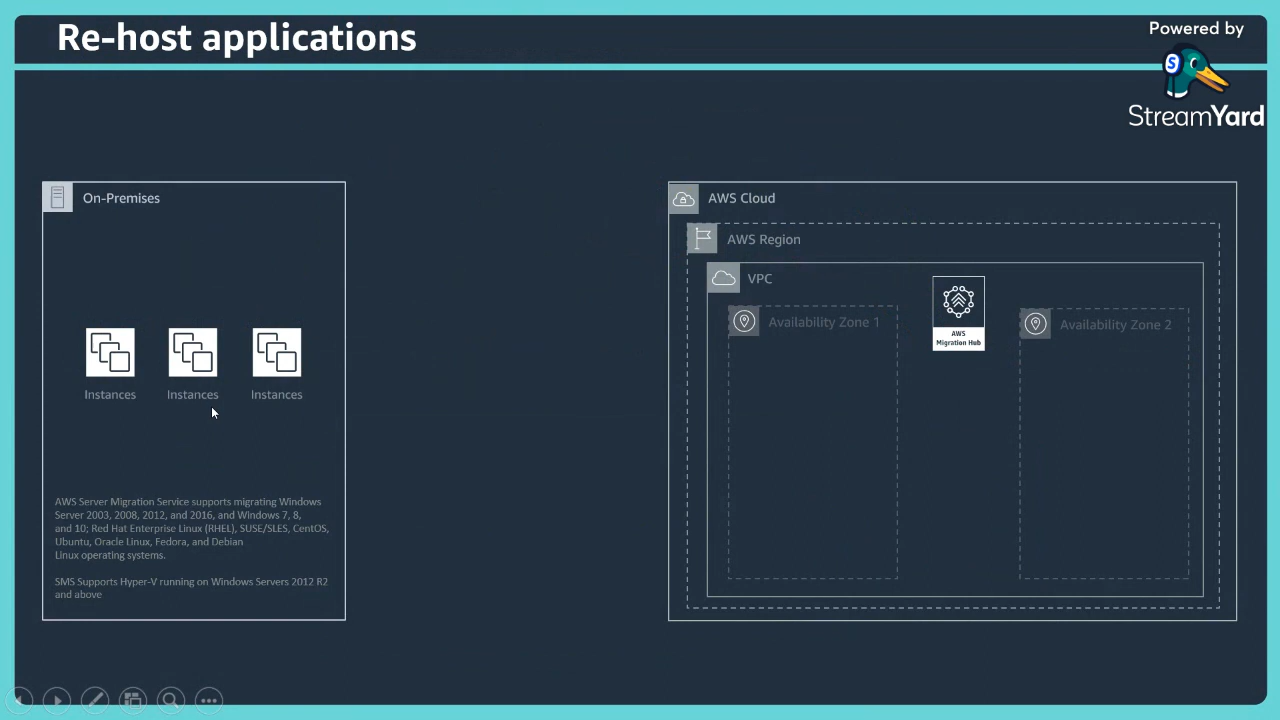 Re-host applications
Powered by
S
StreamYard
On-Premises
Instances
Instances
Instances
AWS Server Migration Service supports migrating Windows
Server 2003, 2008, 2012, and 2016, and Windows 7, 8,
and 10; Red Hat Enterprise Linux (RHEL), SUSE/SLES, CentOS,
Ubuntu, Oracle Linux, Fedora, and Debian
Linux operating systems.
SMS Supports Hyper-V running on Windows Servers 2012 R2
and above
AWS Cloud
AWS Region
VPC
Availability Zone 1
AWS
Migration Hub
Availability Zone 2